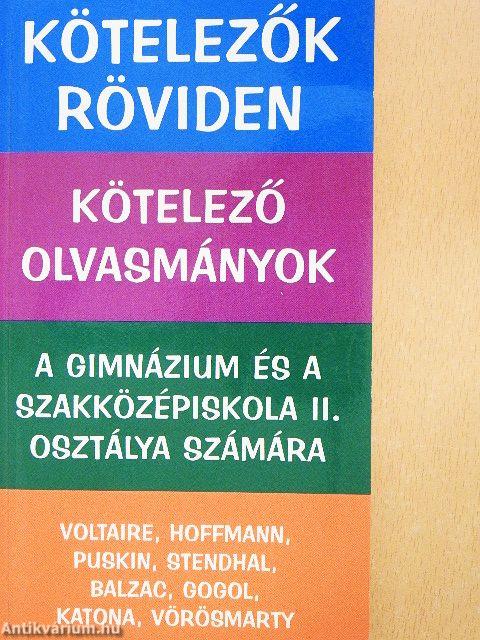 KÖTELEZŐK
RÖVIDEN
KÖTELEZŐ
OLVASMÁNYOK
A GIMNÁZIUM ÉS A
SZAKKÖZÉPISKOLA II.
OSZTÁLYA SZÁMÁRA
VOLTAIRE, HOFFMANN,
PUSKIN, STENDHAL,
BALZAC, GOGOL,
KATONA, VÖRÖSMARTY
Antikvárium.hu